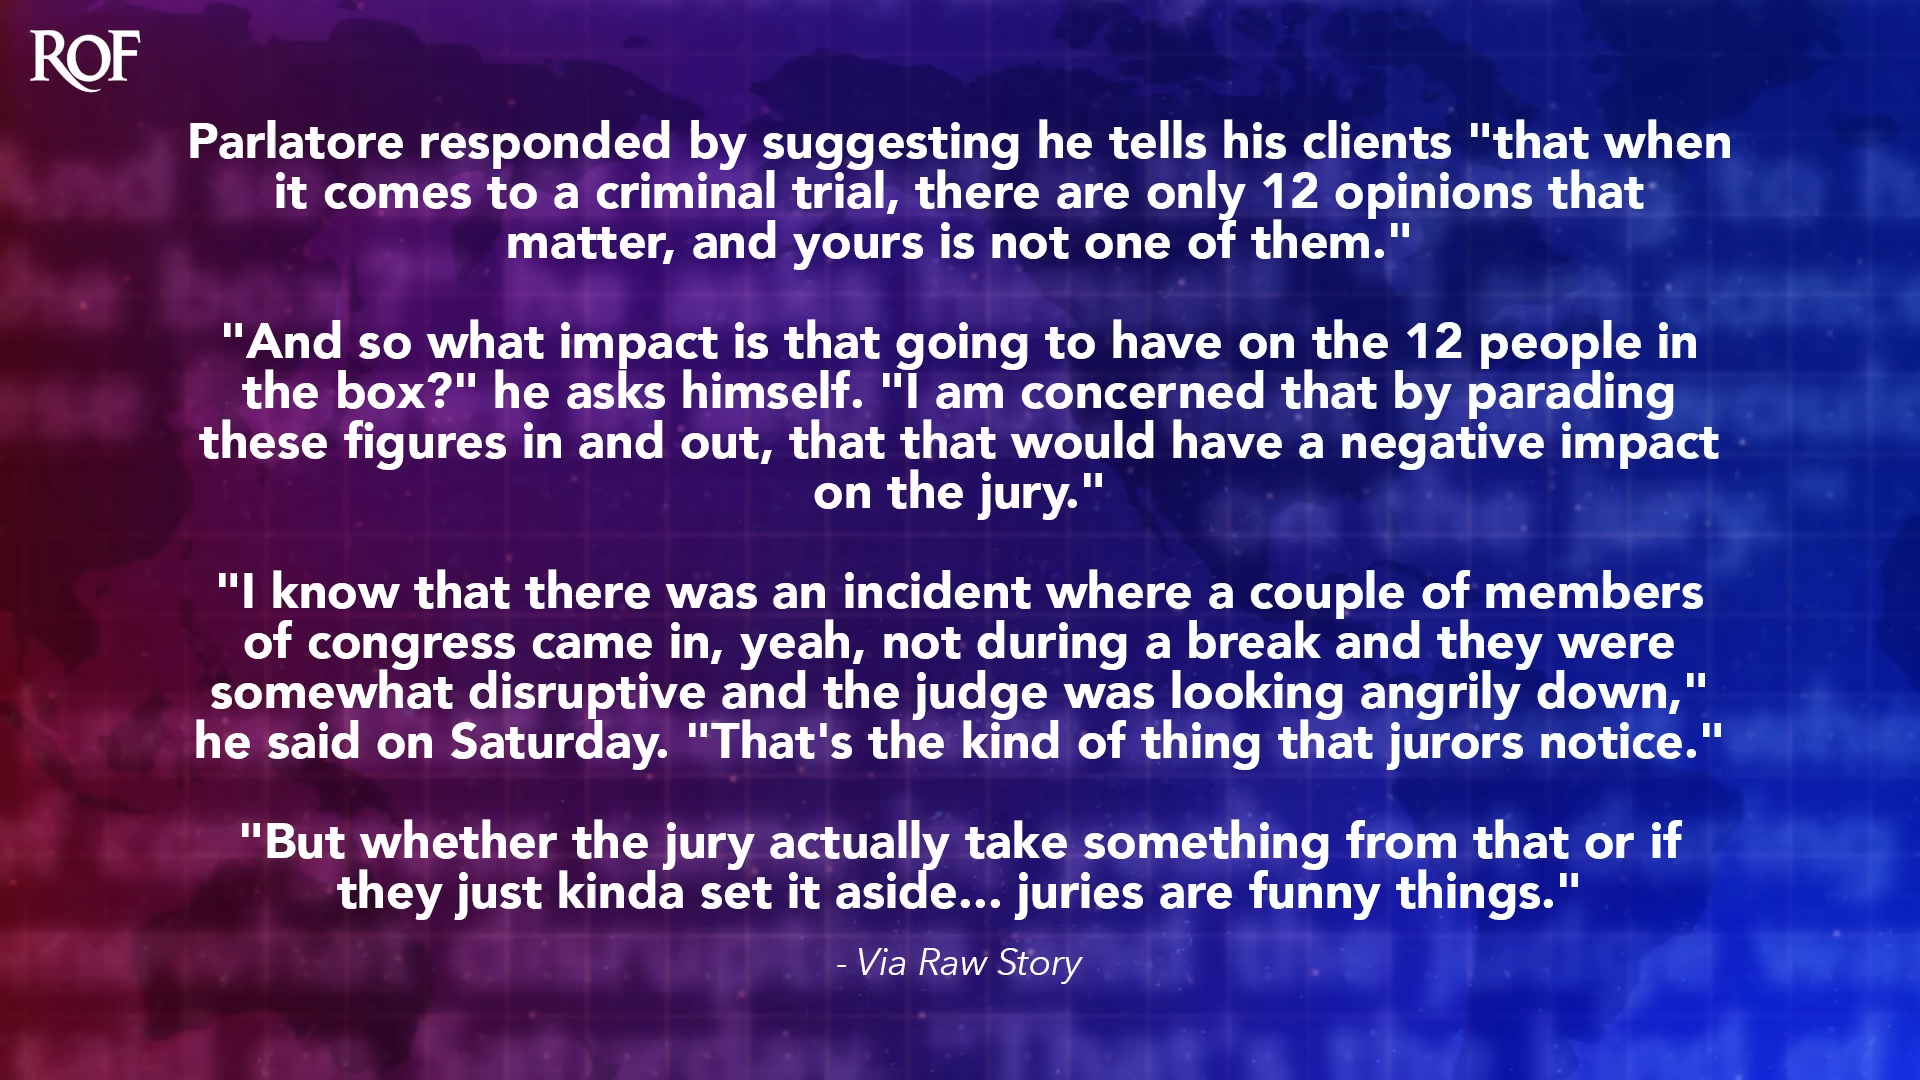 ROF
Parlatore responded by suggesting he tells his clients "that when
it comes to a criminal trial, there are only 12 opinions that
matter, and yours is not one of them."
"And so what impact is that going to have on the 12 people in
the box?" he asks himself. "I am concerned that by parading
these figures in and out, that that would have a negative impact
on the jury."
"I know that there was an incident where a couple of members
of congress came in, yeah, not during a break and they were
somewhat disruptive and the judge was looking angrily down,"
he said on Saturday. "That's the kind of thing that jurors notice."
"But whether the jury actually take something from that or if
they just kinda set it aside... juries are funny things."
- Via Raw Story